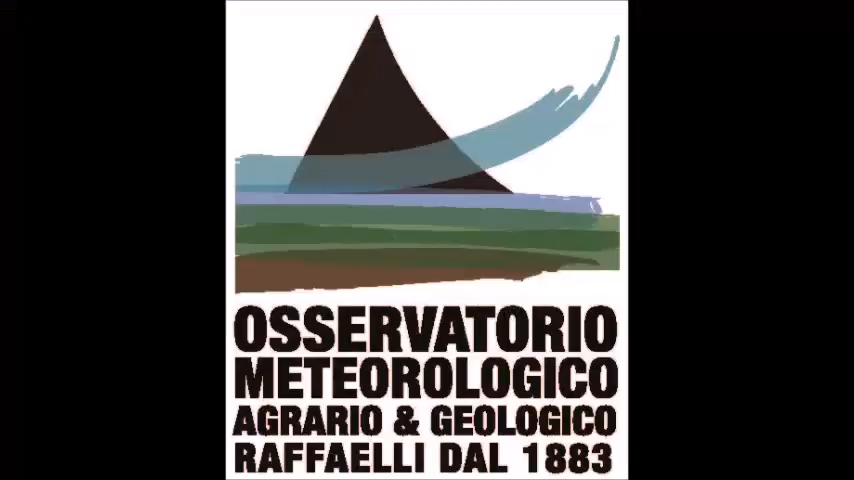 OSSERVATORIO
METEOROLOGICO
AGRARIO & GEOLOGICO
RAFFAELLI DAL 1883